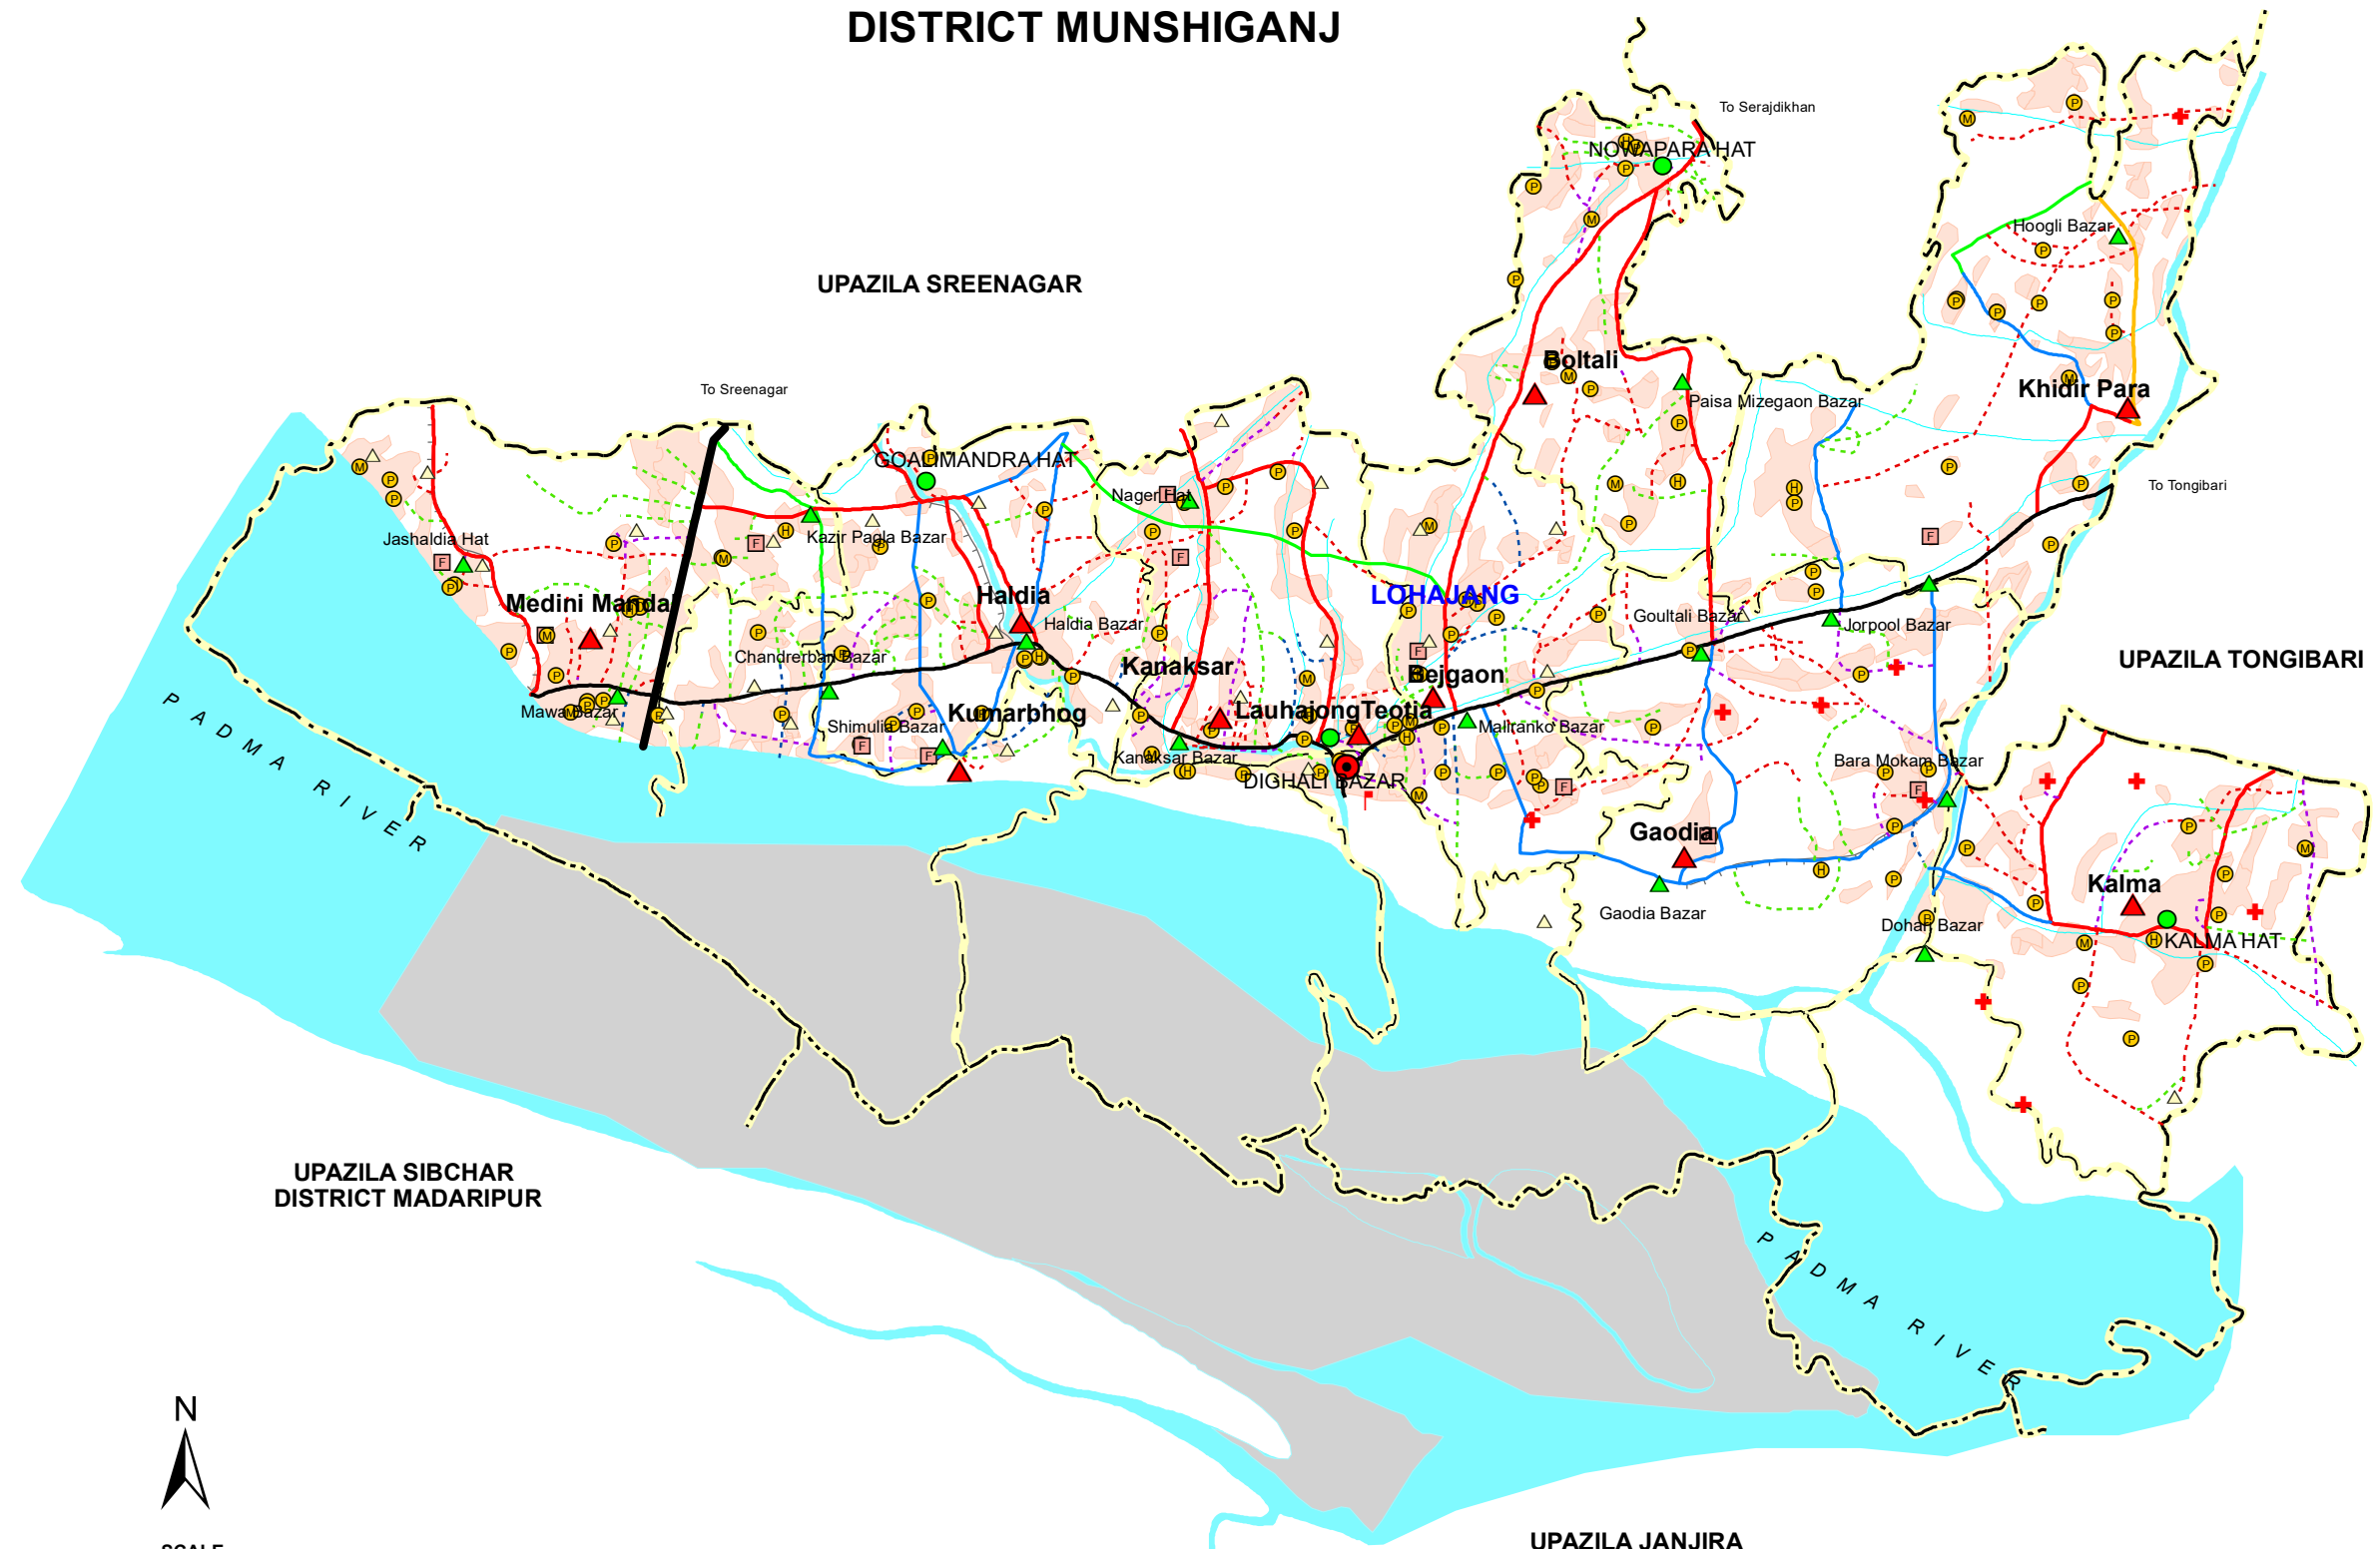 DISTRICT MUNSHIGANJ
To Serajdikhan
NOWAPARA HAT
Hoogli Bazar
UPAZILA SREENAGAR
Boltali
Khidir Para
To Sreenagar
Paisa Mizegaon Bazar
GOALIMANDRA HAT
To Tongibari
Nager Hat
Jashaldia Hat
Kazir Pagla Bazar
LOHAJANG
Haldia
Medini Mandal
Goultali Bazar
Haldia Bazar
Jorpool Bazar
Chandrerbari Bazar
UPAZILA TONGIBARI
Kanaksar
Bejgaon
Mawa Bazar
Kumarbhog
LauhajongTeotia
Shimulia Bazar
Maliranko Bazar
Kanaksar Bazar
Bara Mokam Bazar
DIGHALI BAZAR
PADMA RIVER
Gaodia
Kalma
Gaodia Bazar
Dohari Bazar
KALMA HAT
UPAZILA SIBCHAR
DISTRICT MADARIPUR
PADMA RIVER
N
UPAZILA JANJIRA
SCALE